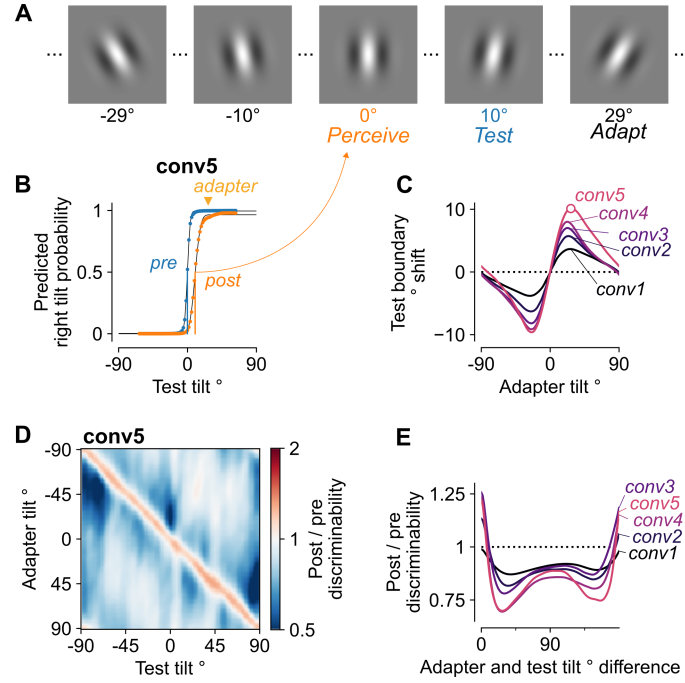 A
... ... ... ... ... ..
-29° -10° 0° 10° 29°
Perceive Test Adapt
B
conv5
adapter
Predicted
right tilt probability
1
0.5
0
pre
post
-90 0 90
Test tilt °
C
Test boundary
° shift
10
0
−10
conv5
conv4
conv3
conv2
conv1
-90 0 90
Adapter tilt °
D
conv5
Adapter tilt °
-90
-45
0
45
90
-90 -45 0 45 90
Test tilt °
2
1
0.5
Post / pre
discriminability
E
Post / pre
discriminability
1.25
1
0.75
conv3
conv5
conv4
conv2
conv1
0 90
Adapter and test tilt ° difference